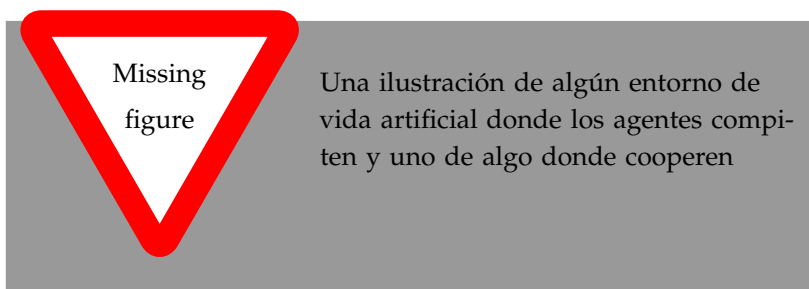 Missing
figure
Una ilustración de algún entorno de
vida artificial donde los agentes compi-
ten y uno de algo donde cooperen